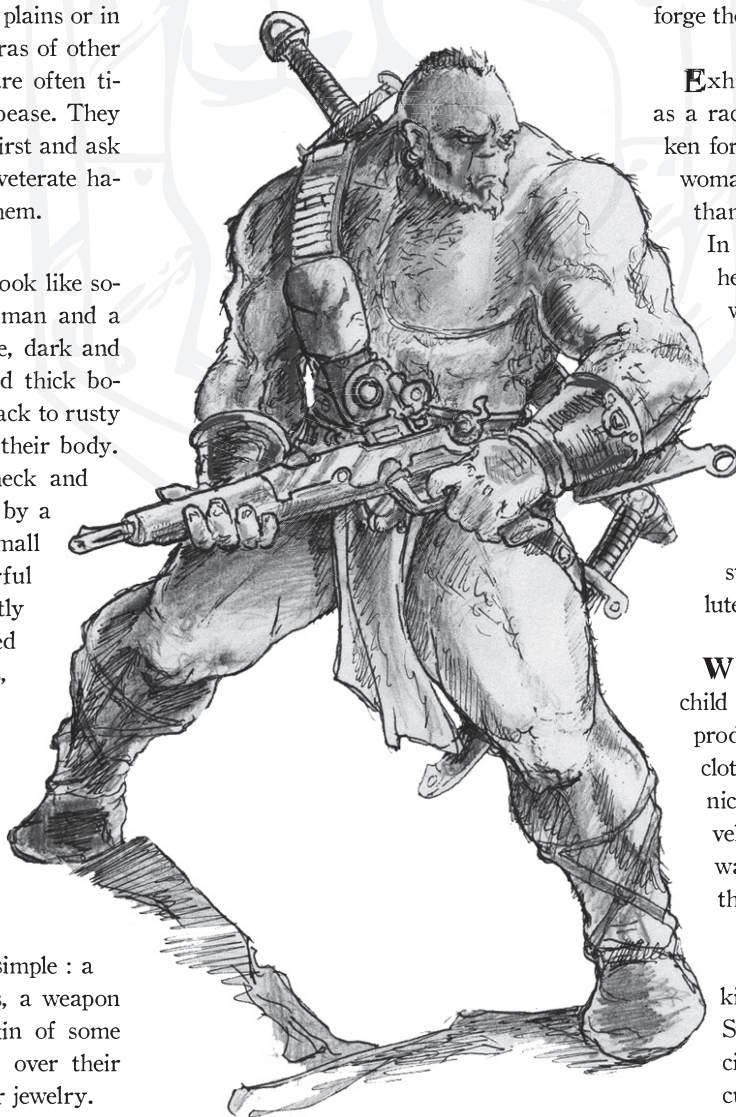 plains or in
ras of other
are often ti-
pease. They
irst and ask
veterate ha-
hem.
ook like so-
man and a
e, dark and
d thick bo-
ack to rusty
their body.
neck and
by a
mall
rful
tly
ed
,
simple : a
s, a weapon
in of some
over their
r jewelry.
forge the
Exh
as a rac
ken for
woma
than
In
he
w
s
lute
W
child
prod
clot
nic
vel
wa
th
ki
S
ci
cu